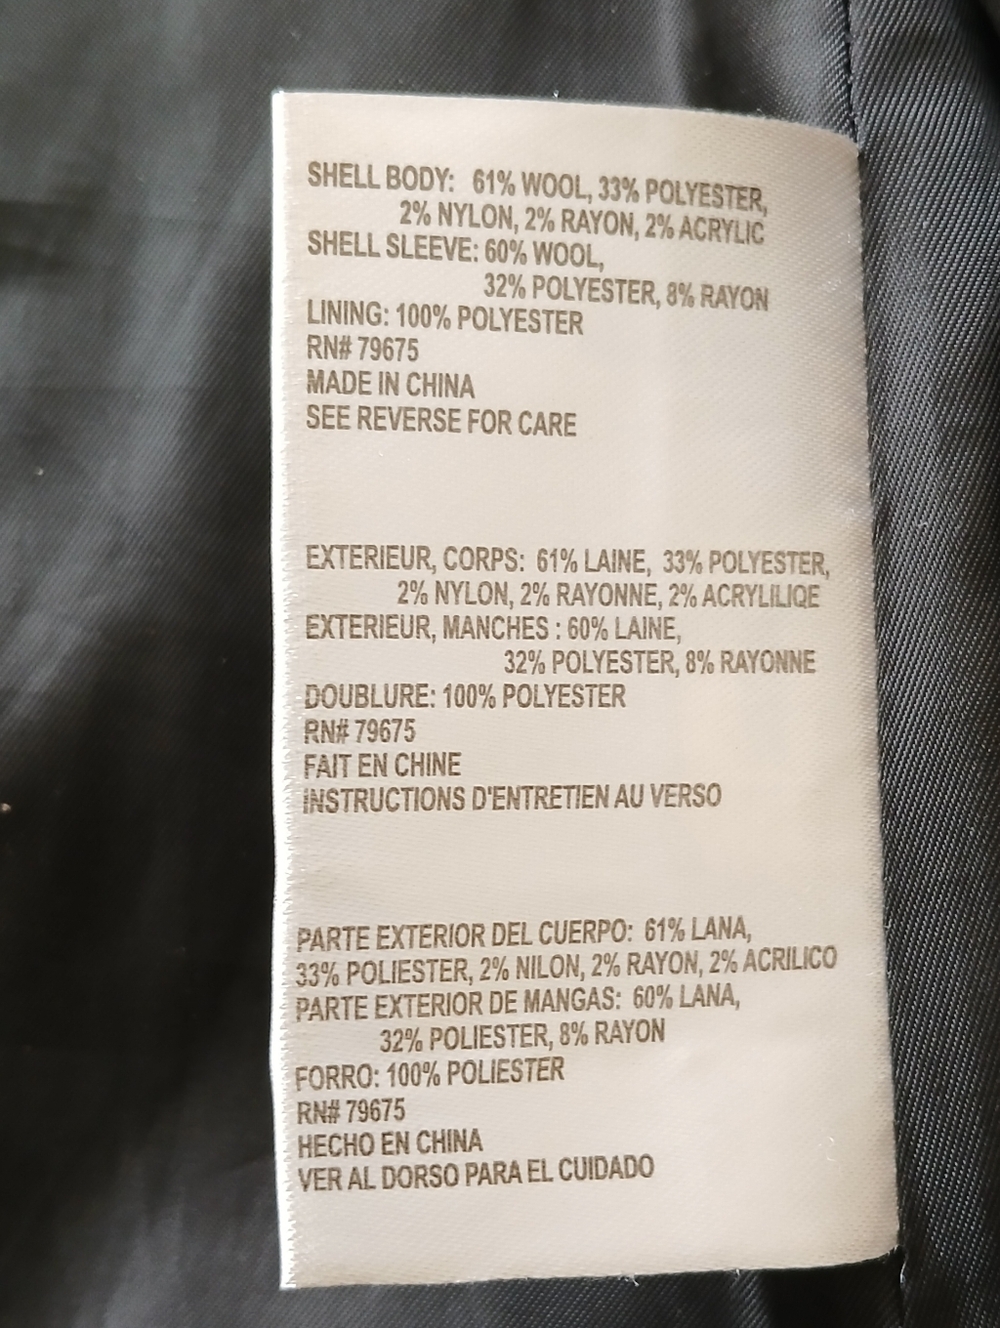 SHELL BODY: 61% WOOL, 33% POLYESTER,
2% NYLON, 2% RAYON, 2% ACRYLIC
SHELL SLEEVE: 60% WOOL,
32% POLYESTER, 8% RAYON
LINING: 100% POLYESTER
RN# 79675
MADE IN CHINA
SEE REVERSE FOR CARE
EXTERIEUR, CORPS: 61% LAINE, 33% POLYESTER,
2% NYLON, 2% RAYONNE, 2% ACRYLILIQE
EXTERIEUR, MANCHES : 60% LAINE,
32% POLYESTER, 8% RAYONNE
DOUBLURE: 100% POLYESTER
RN# 79675
FAIT EN CHINE
INSTRUCTIONS D'ENTRETIEN AU VERSO
PARTE EXTERIOR DEL CUERPO: 61% LANA,
33% POLIESTER, 2% NILON, 2% RAYON, 2% ACRILICO
PARTE EXTERIOR DE MANGAS: 60% LANA,
32% POLIESTER, 8% RAYON
FORRO: 100% POLIESTER
RN# 79675
HECHO EN CHINA
VER AL DORSO PARA EL CUIDADO